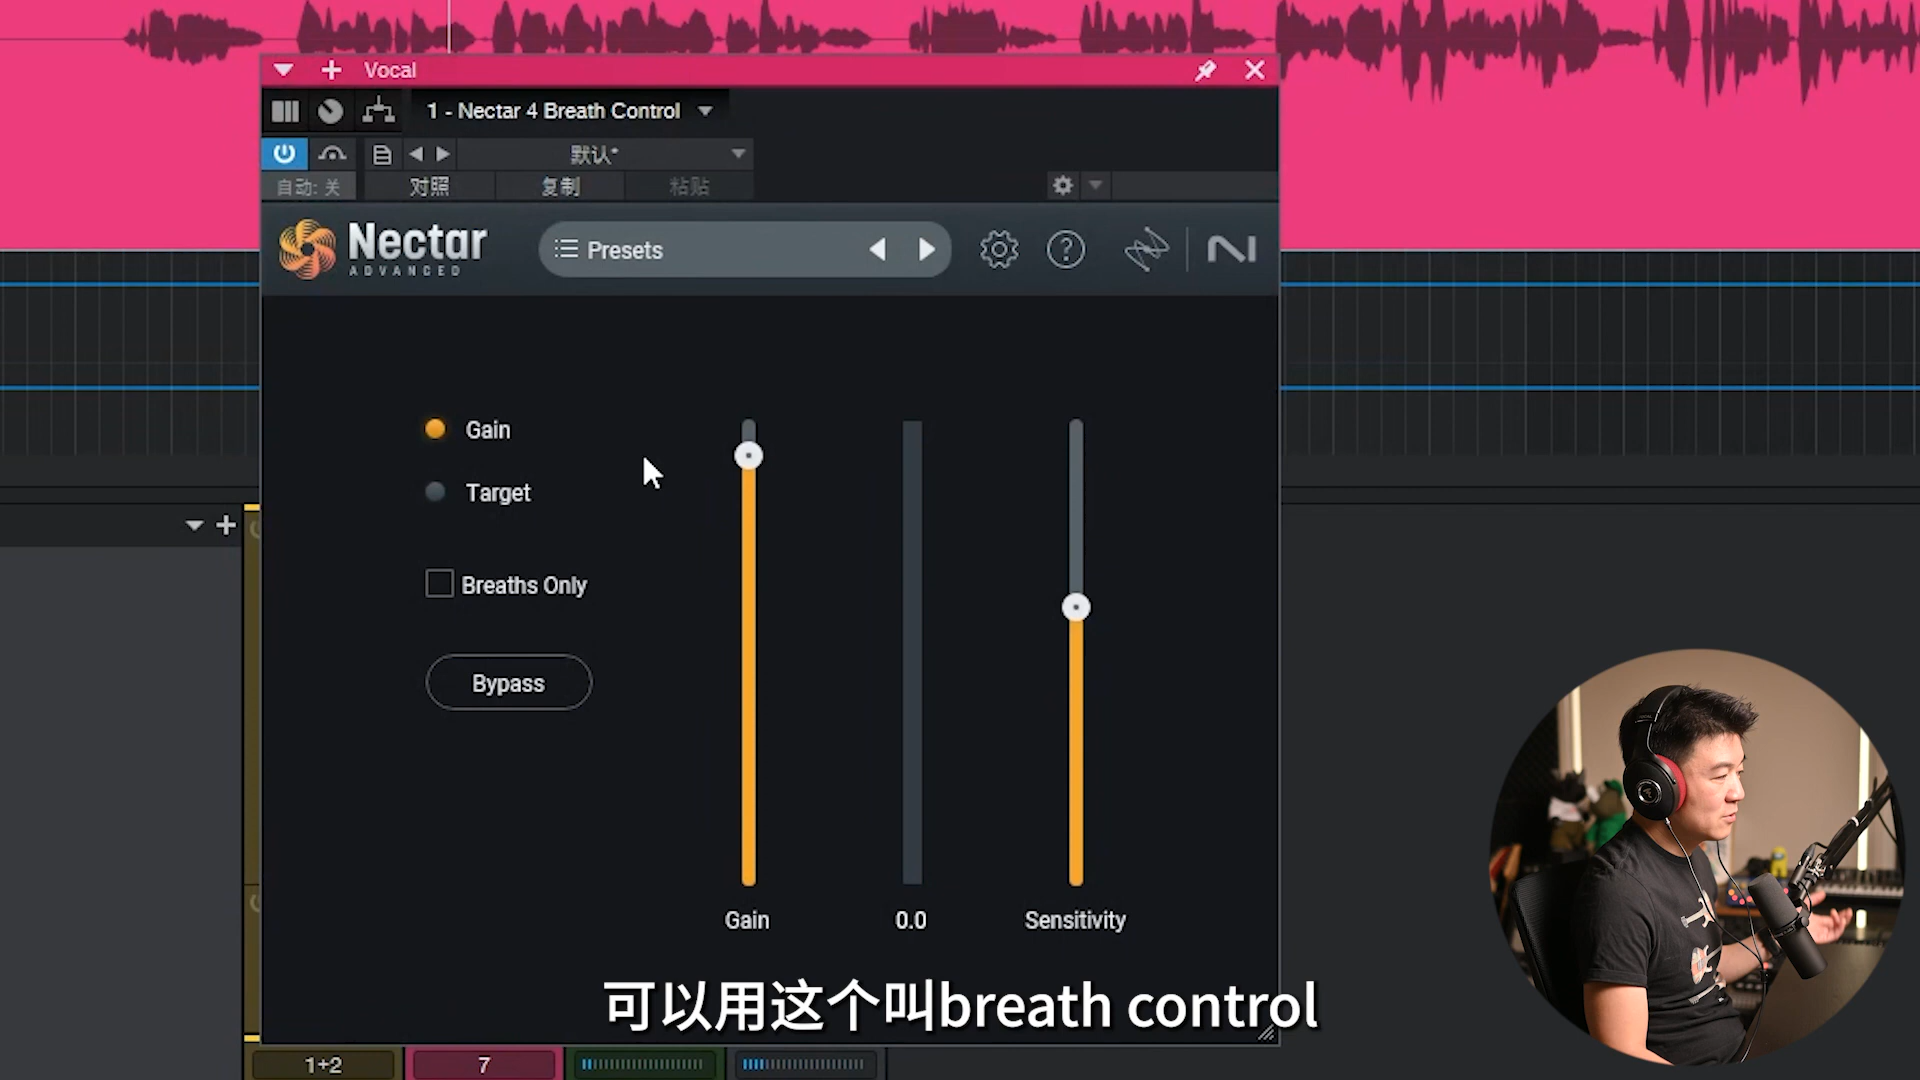 Vocal
1 - Nectar 4 Breath Control
默认*
自动: 关
对照
复制
粘贴
Nectar
ADVANCED
Presets
?
Gain
Target
Breaths Only
Bypass
Gain
0.0
Sensitivity
可以用这个叫breath control
1+2
7